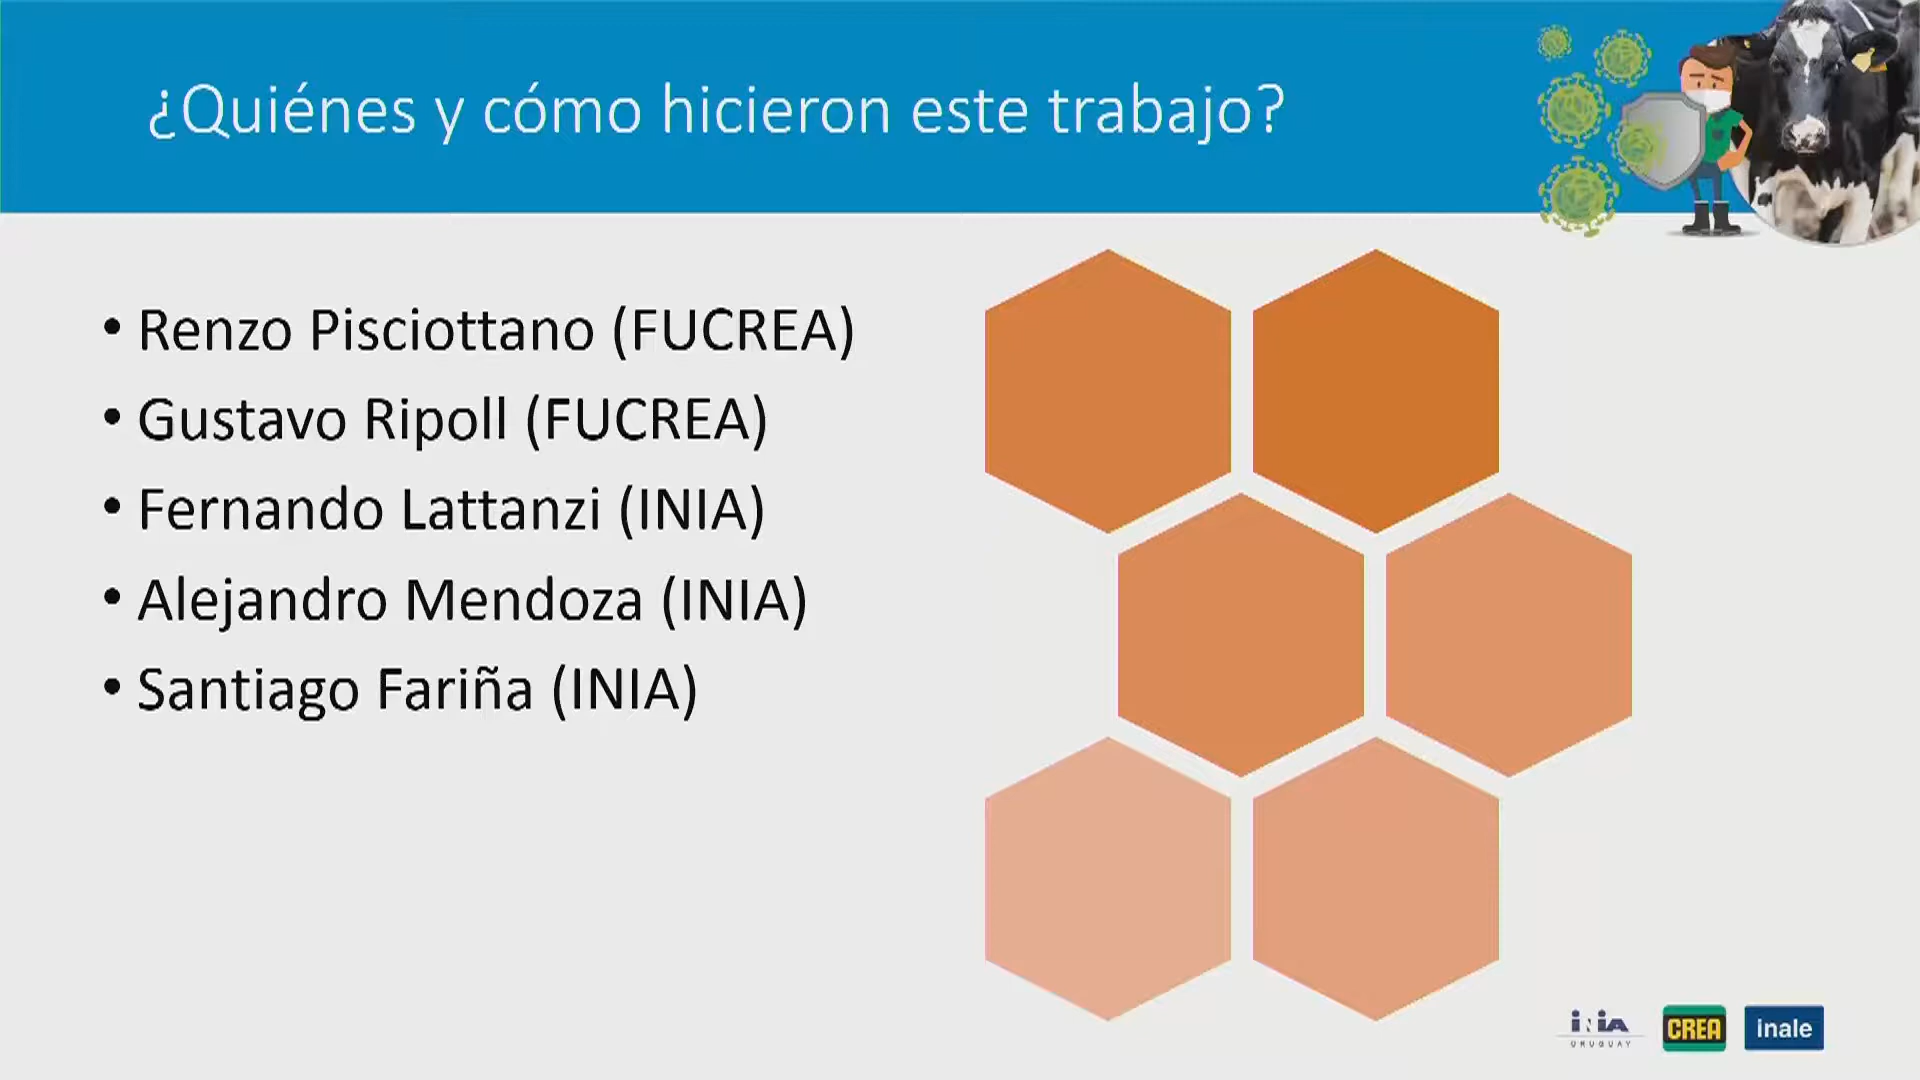 ¿Quiénes y cómo hicieron este trabajo?
• Renzo Pisciottano (FUCREA)
• Gustavo Ripoll (FUCREA)
• Fernando Lattanzi (INIA)
• Alejandro Mendoza (INIA)
• Santiago Fariña (INIA)
iNiA
URUGUAY
CREA
inale